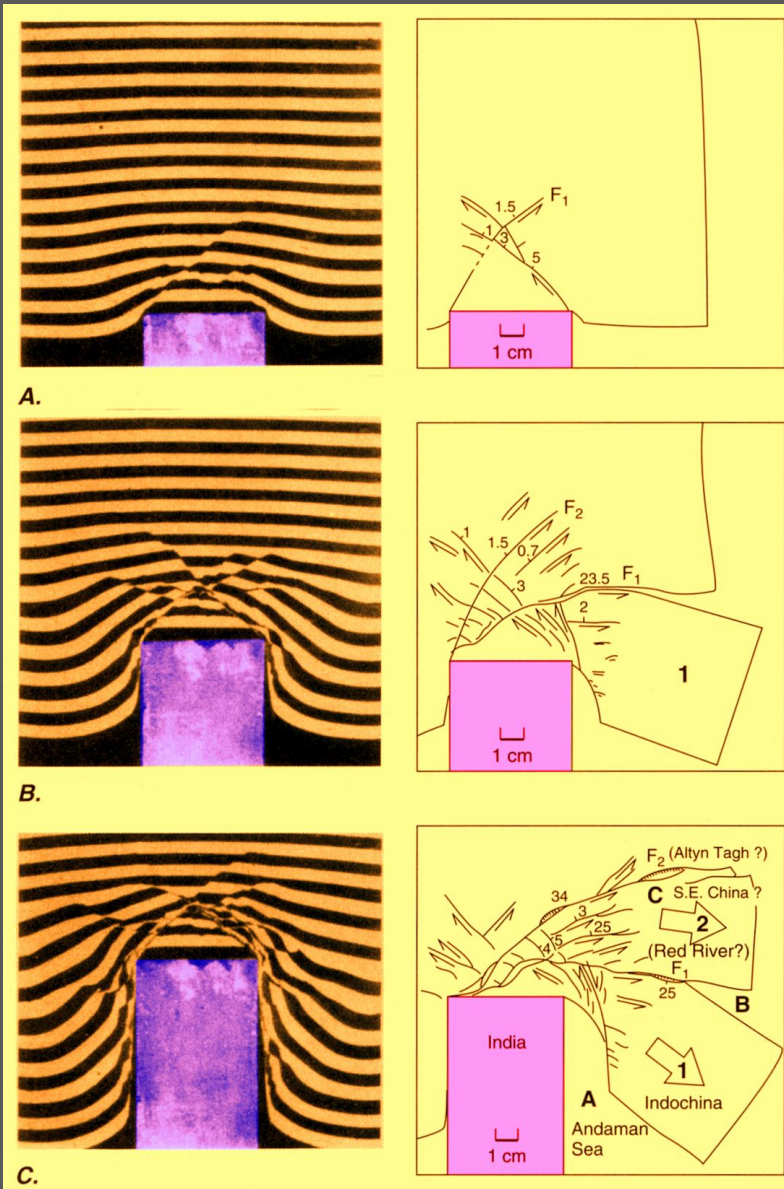 A.
1.5
F1
1
3
5
1 cm
B.
1
1.5
F2
0.7
3
23.5
F1
2
1
1 cm
C.
F2 (Altyn Tagh ?)
C S.E. China ?
34
3
2
25
5
4
(Red River?)
F1
25
B
India
1
A
Indochina
Andaman
Sea
1 cm